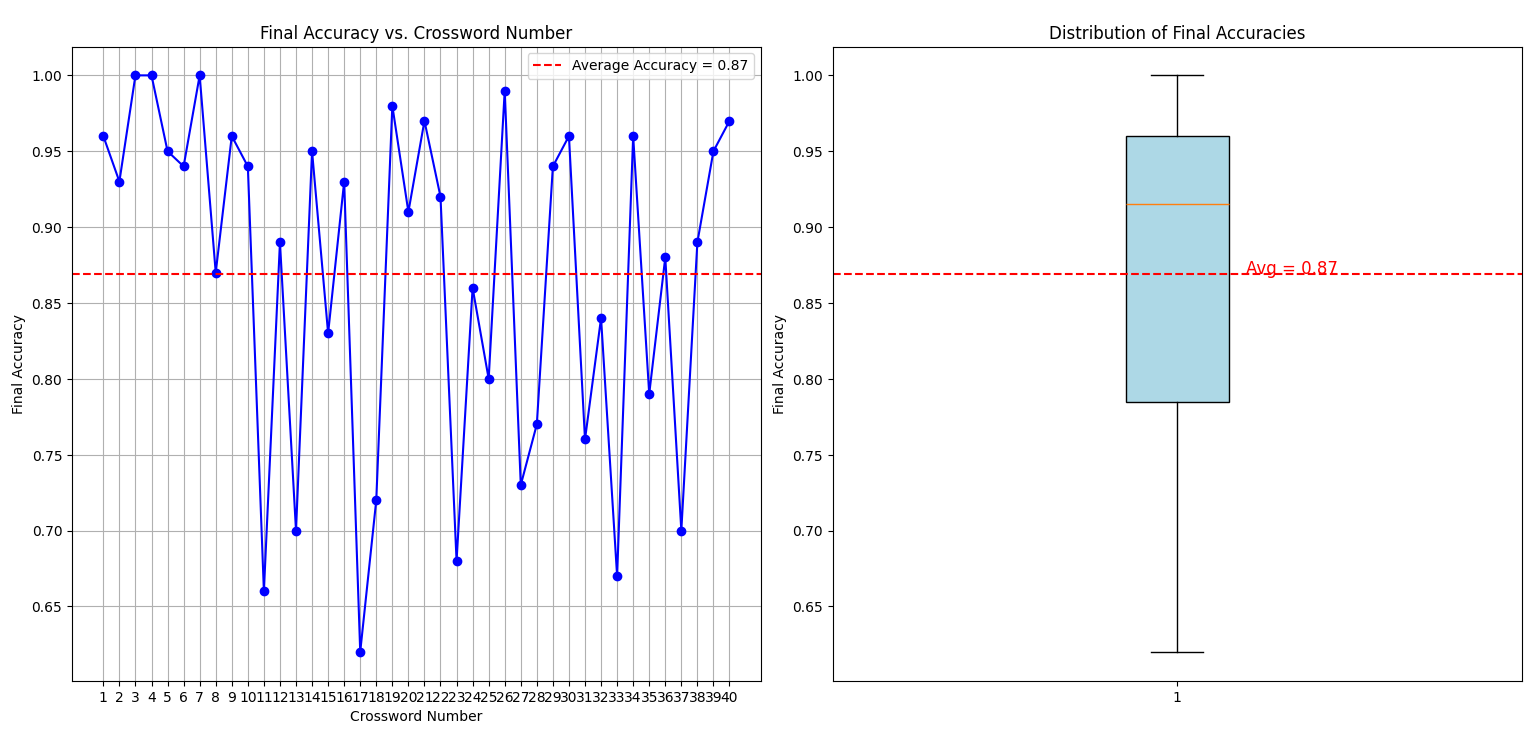 Final Accuracy vs. Crossword Number
Average Accuracy = 0.87
1.00
0.95
0.90
0.85
0.80
0.75
0.70
0.65
Final Accuracy
1 2 3 4 5 6 7 8 9 10 11 12 13 14 15 16 17 18 19 20 21 22 23 24 25 26 27 28 29 30 31 32 33 34 35 36 37 38 39 40
Crossword Number
Distribution of Final Accuracies
1.00
0.95
0.90
0.85
0.80
0.75
0.70
0.65
Final Accuracy
Avg = 0.87
1